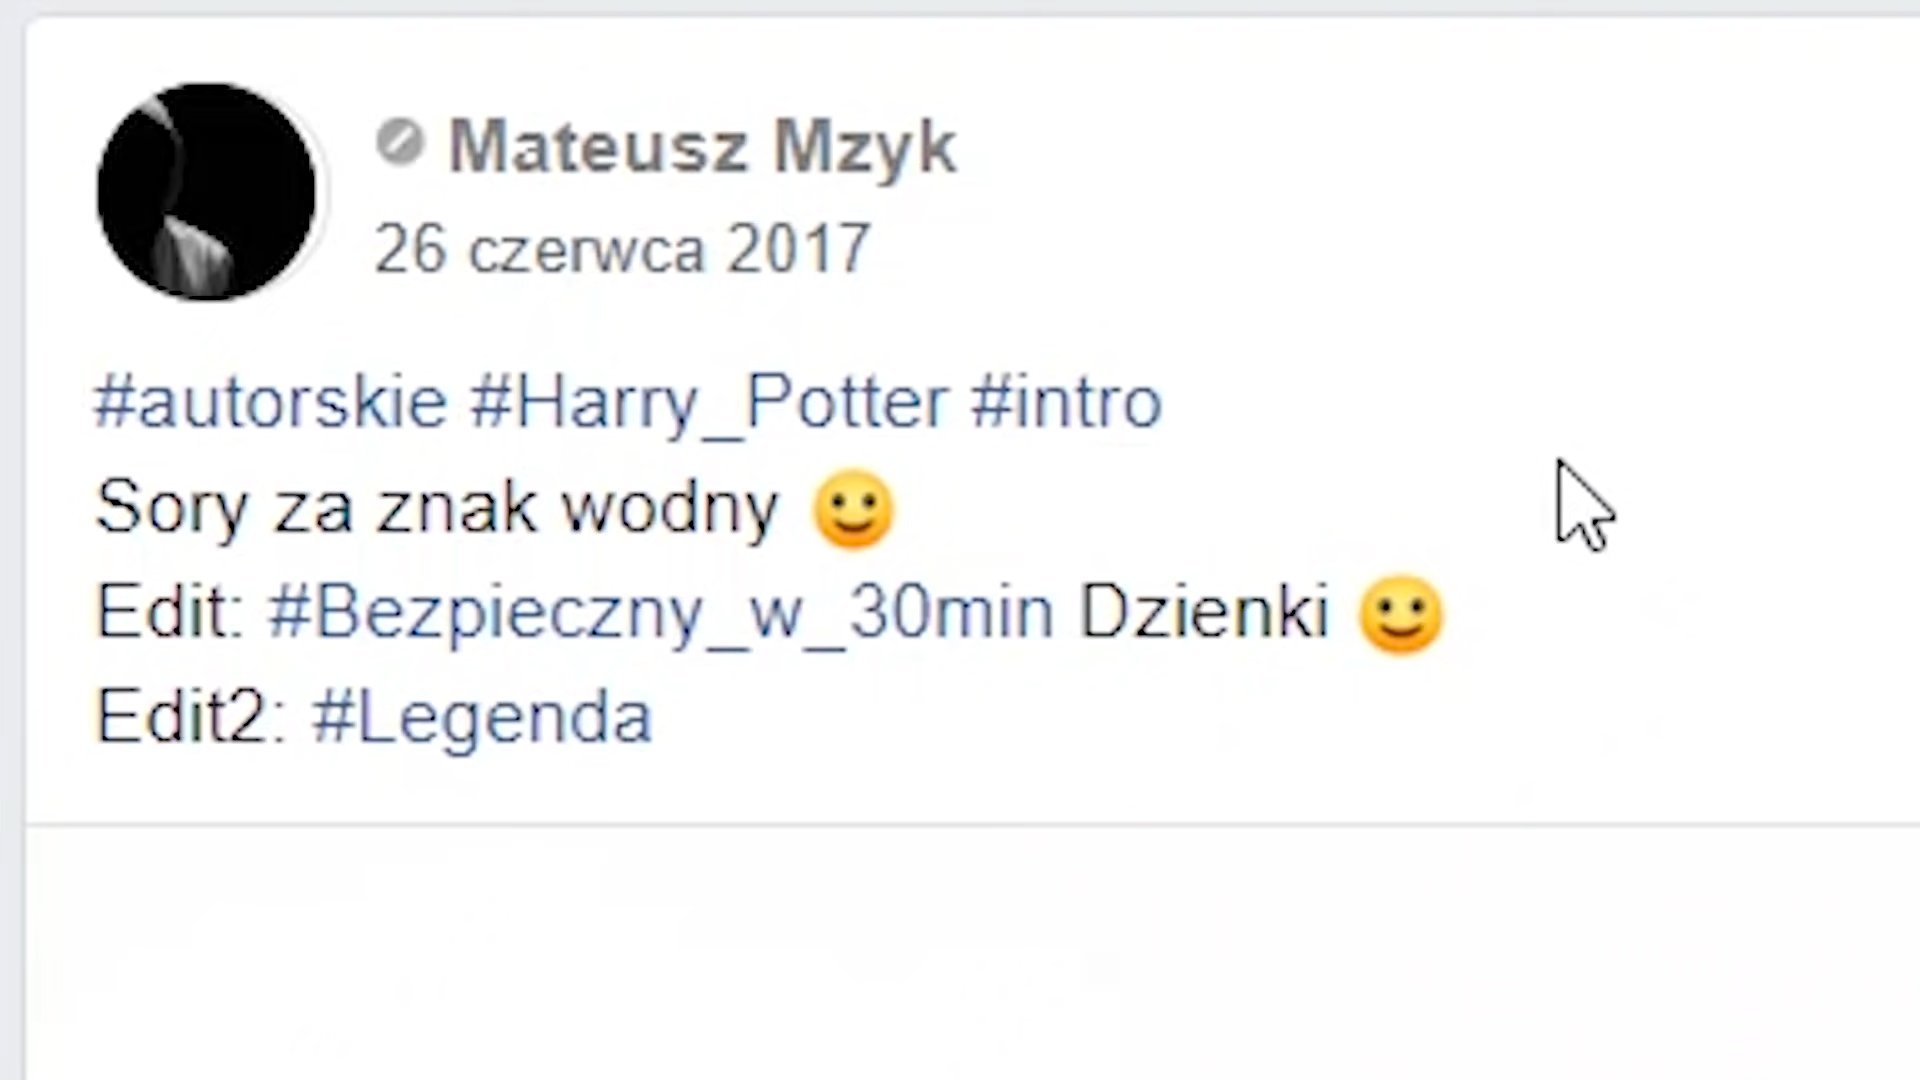 Mateusz Mzyk
26 czerwca 2017
#autorskie #Harry_Potter #intro
Sory za znak wodny 🙂
Edit: #Bezpieczny_w_30min Dzienki 🙂
Edit2: #Legenda